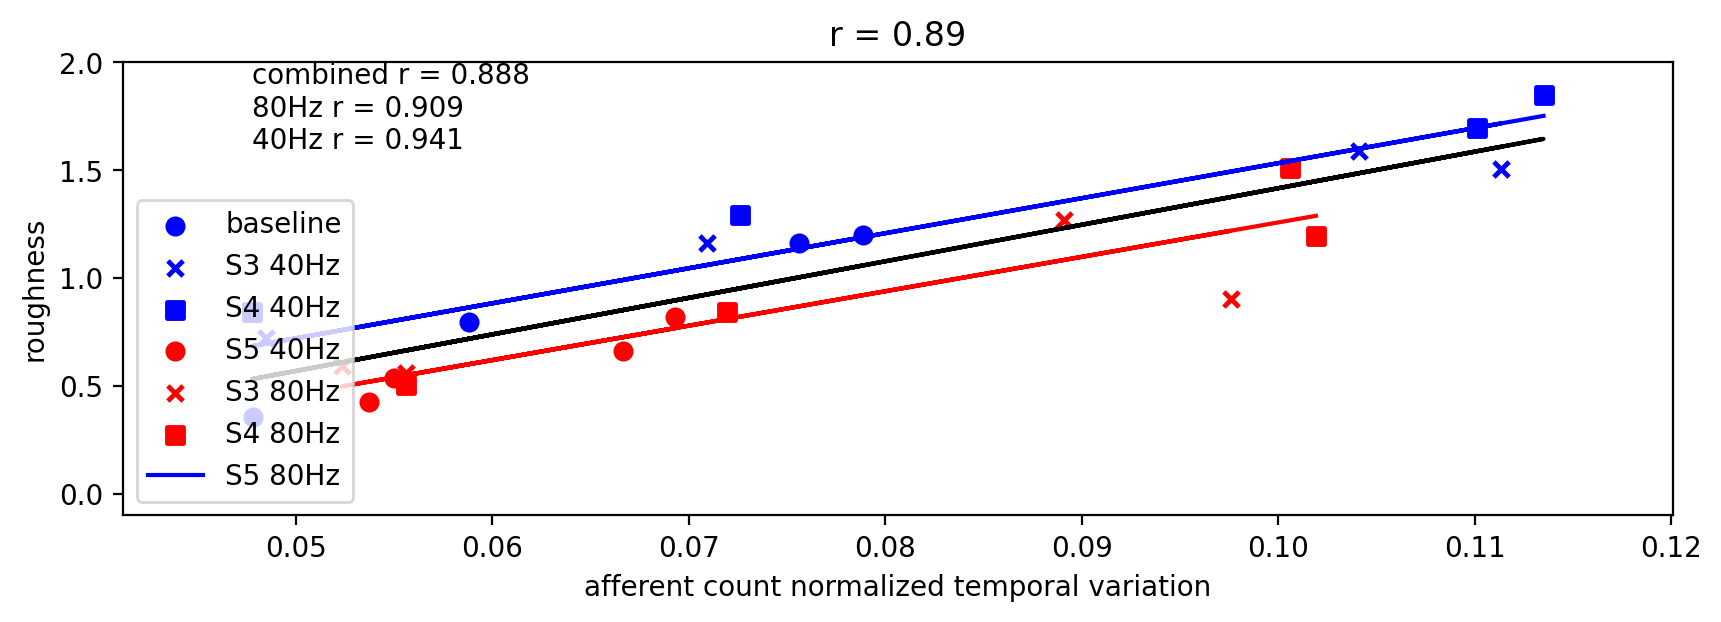 r = 0.89
combined r = 0.888
80Hz r = 0.909
40Hz r = 0.941
2.0
1.5
1.0
0.5
0.0
roughness
baseline
S3 40Hz
S4 40Hz
S5 40Hz
S3 80Hz
S4 80Hz
S5 80Hz
0.05 0.06 0.07 0.08 0.09 0.10 0.11 0.12
afferent count normalized temporal variation